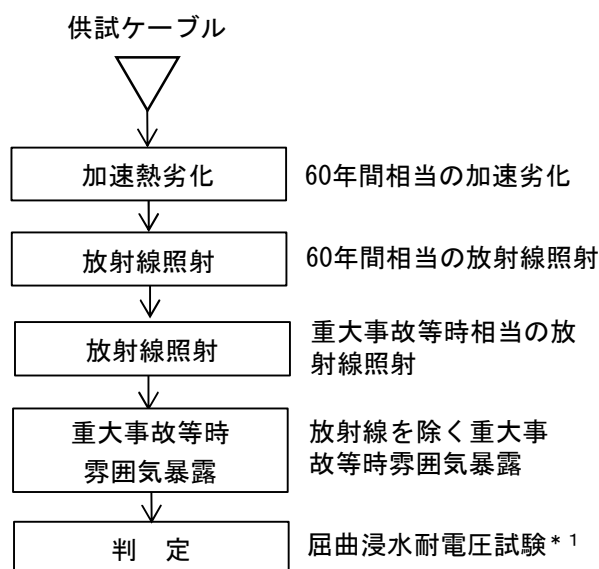 供試ケーブル
加速熱劣化
60年間相当の加速劣化
放射線照射
60年間相当の放射線照射
放射線照射
重大事故等時相当の放
射線照射
重大事故等時
雰囲気暴露
放射線を除く重大事
故等時雰囲気暴露
判　定
屈曲浸水耐電圧試験*1